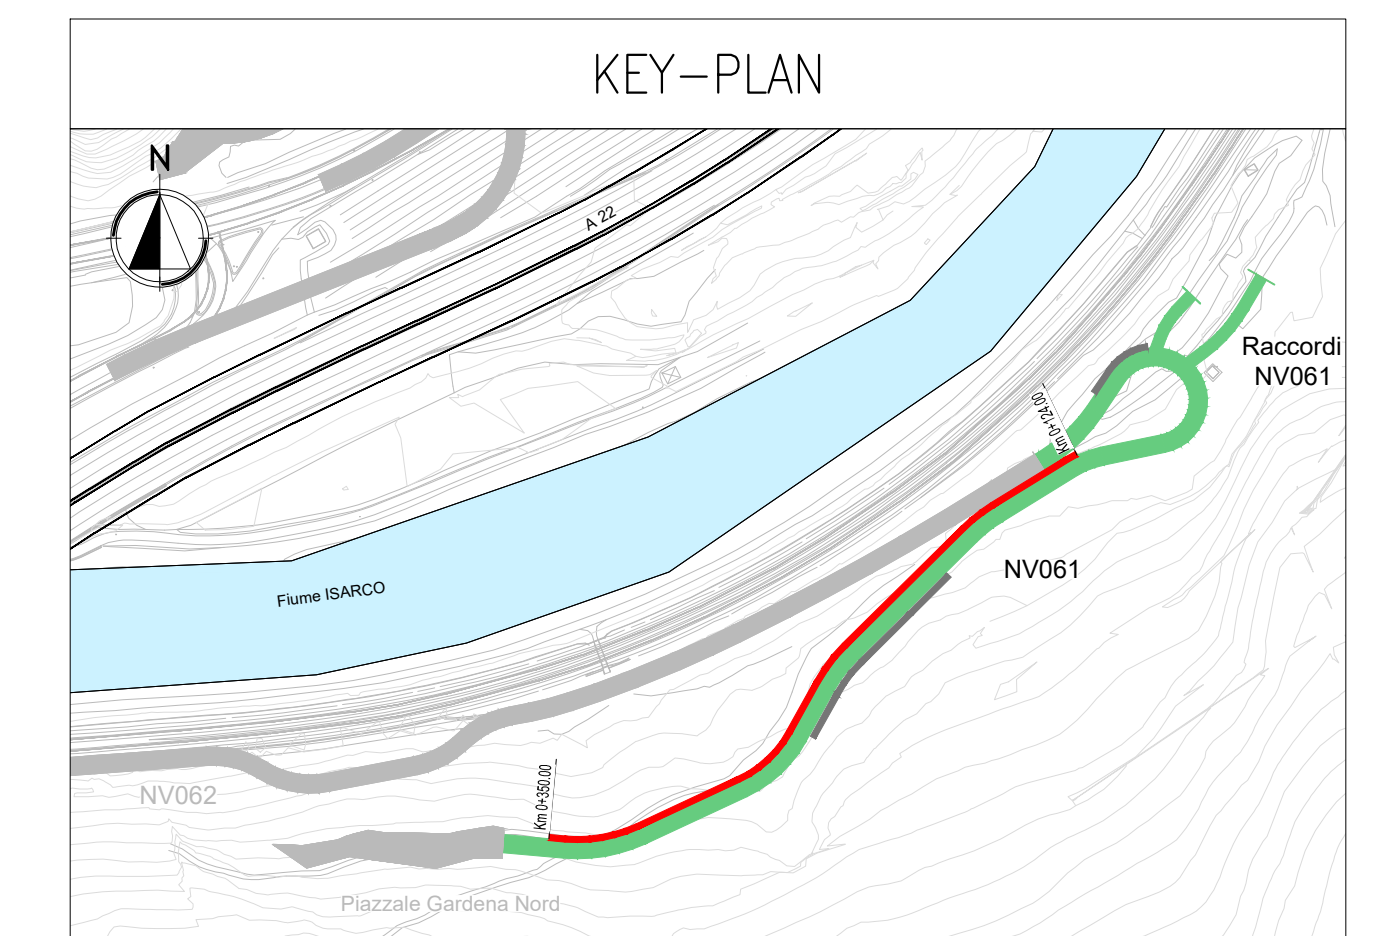 KEY-PLAN
N
A 22
Raccordi
NV061
Km 0+124.00
NV061
Fiume ISARCO
Km 0+350.00
NV062
Piazzale Gardena Nord